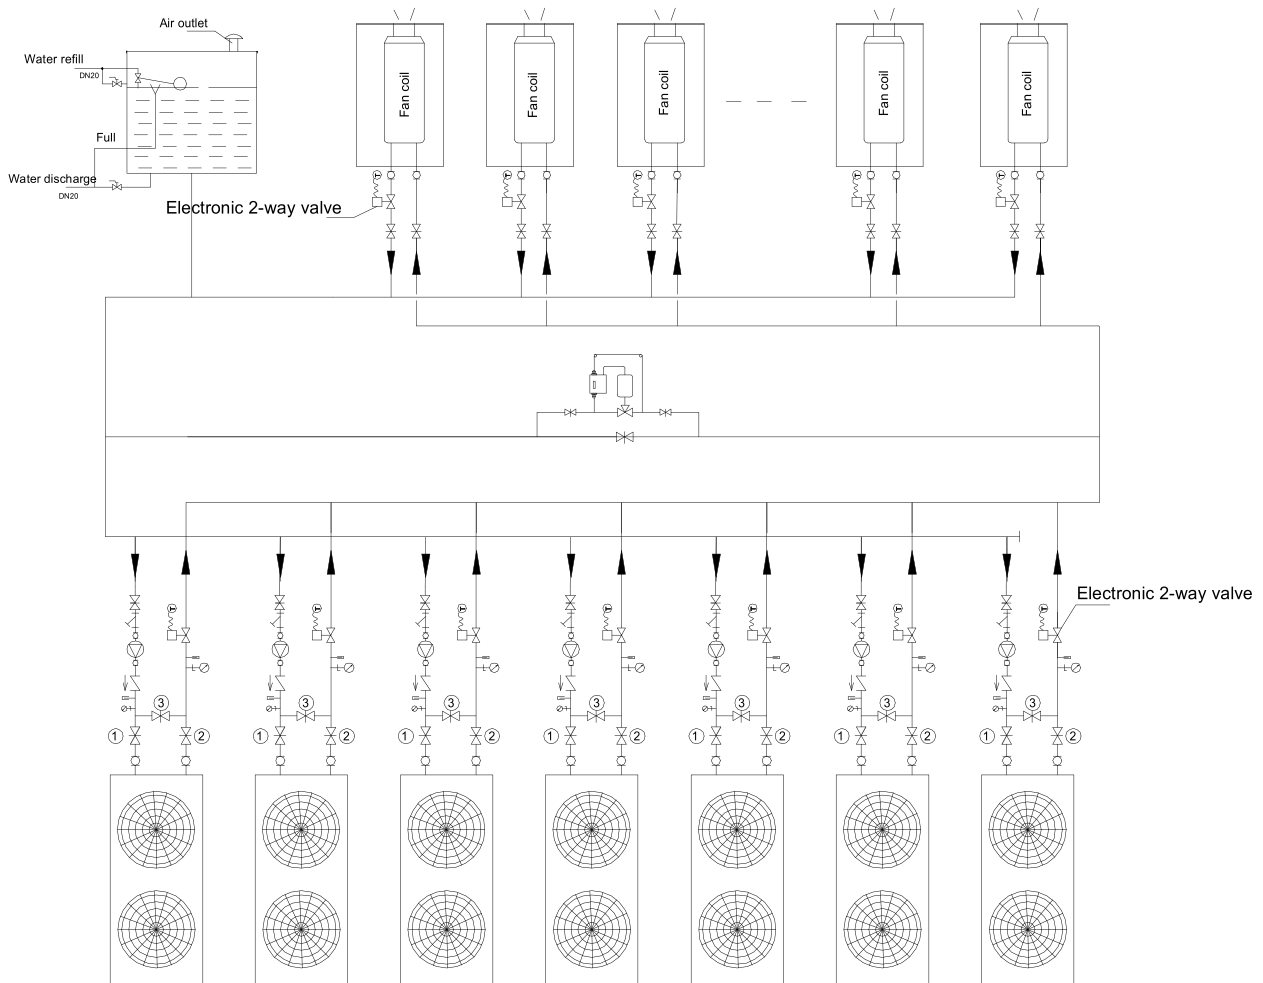 Air outlet
Water refill
DN20
Full
Water discharge
DN20
Fan coil
Fan coil
Fan coil
Fan coil
Fan coil
T
T
T
T
T
Electronic 2-way valve
Electronic 2-way valve
T
T
T
T
T
T
T
L
L
L
L
L
L
L
3
3
3
3
3
3
3
1
2
1
2
1
2
1
2
1
2
1
2
1
2